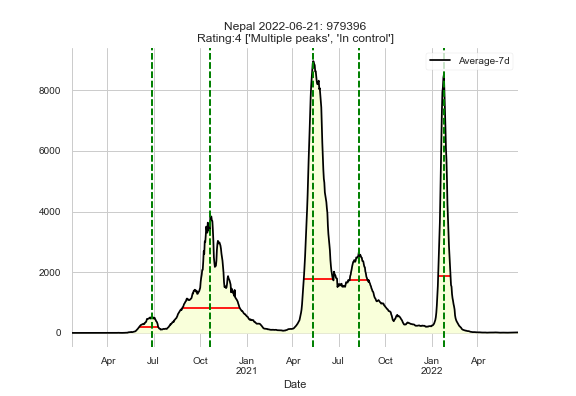 Nepal 2022-06-21: 979396
Rating:4 ['Multiple peaks', 'In control']
Average-7d
8000
6000
4000
2000
0
Apr Jul Oct Jan Apr Jul Oct Jan Apr
2021 2022
Date